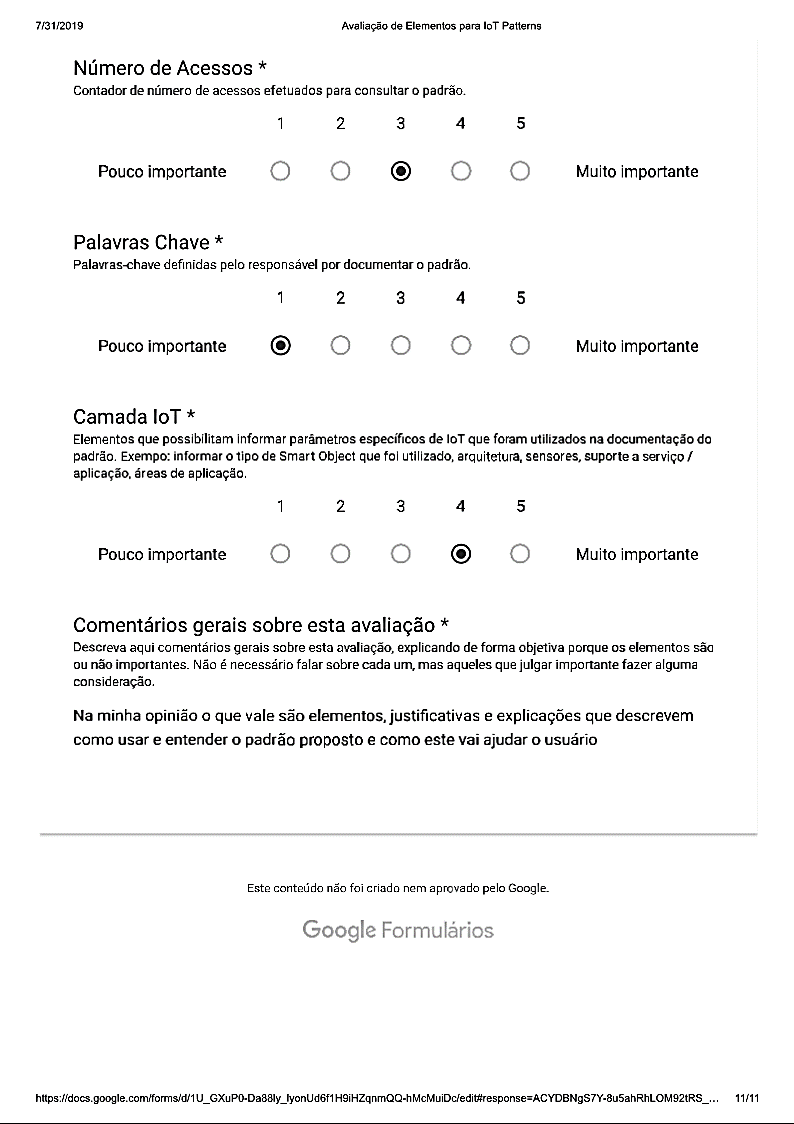 7/31/2019 Avaliação de Elementos para IoT Patterns
Número de Acessos *
Contador de número de acessos efetuados para consultar o padrão.
1 2 3 4 5
Pouco importante Muito importante
Palavras Chave *
Palavras-chave definidas pelo responsável por documentar o padrão.
1 2 3 4 5
Pouco importante Muito importante
Camada IoT *
Elementos que possibilitam informar parâmetros específicos de IoT que foram utilizados na documentação do
padrão. Exempo: informar o tipo de Smart Object que foi utilizado, arquitetura, sensores, suporte a serviço /
aplicação, áreas de aplicação.
1 2 3 4 5
Pouco importante Muito importante
Comentários gerais sobre esta avaliação *
Descreva aqui comentários gerais sobre esta avaliação, explicando de forma objetiva porque os elementos são
ou não importantes. Não é necessário falar sobre cada um, mas aqueles que julgar importante fazer alguma
consideração.
Na minha opinião o que vale são elementos, justificativas e explicações que descrevem
como usar e entender o padrão proposto e como este vai ajudar o usuário
Este conteúdo não foi criado nem aprovado pelo Google.
Google Formulários
https://docs.google.com/forms/d/1U_GXuP0-Da88ly_lyonUd6f1H9iHZqnmQQ-hMcMuiDc/edit#response=ACYDBNgS7Y-8u5ahRhLOM92tRS_... 11/11